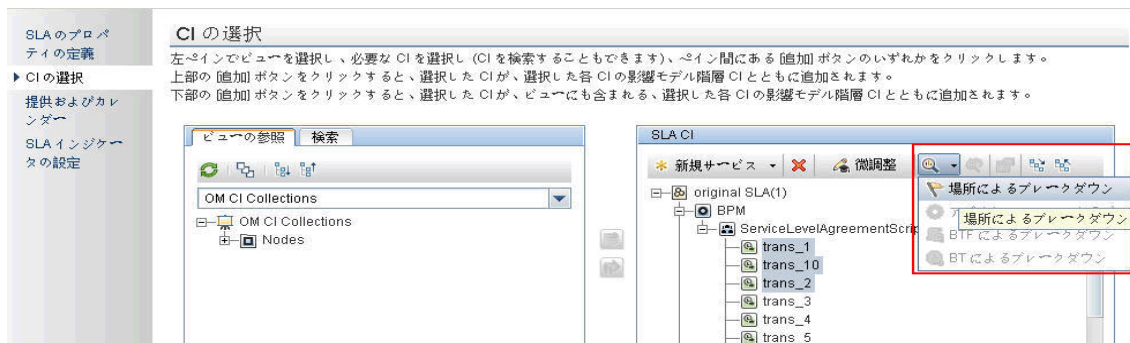 SLA のプロパ
ティの定義
CI の選択
提供およびカレ
ンダー
SLA インジケー
タの設定
CI の選択
左ペインでビューを選択し、必要な CI を選択し (CI を検索することもできます)、ペイン間にある [追加] ボタンのいずれかをクリックします。
上部の [追加] ボタンをクリックすると、選択した CI が、選択した各 CI の影響モデル階層 CI とともに追加されます。
下部の [追加] ボタンをクリックすると、選択した CI が、ビューにも含まれる、選択した各 CI の影響モデル階層 CI とともに追加されます。
ビューの参照 検索
OM CI Collections
OM CI Collections
Nodes
SLA CI
新規サービス 微調整
original SLA(1)
BPM
ServiceLevelAgreementScrip
trans_1
trans_10
trans_2
trans_3
trans_4
trans_5
場所によるブレークダウン
場所によるブレークダウン
BTF によるブレークダウン
BT によるブレークダウン